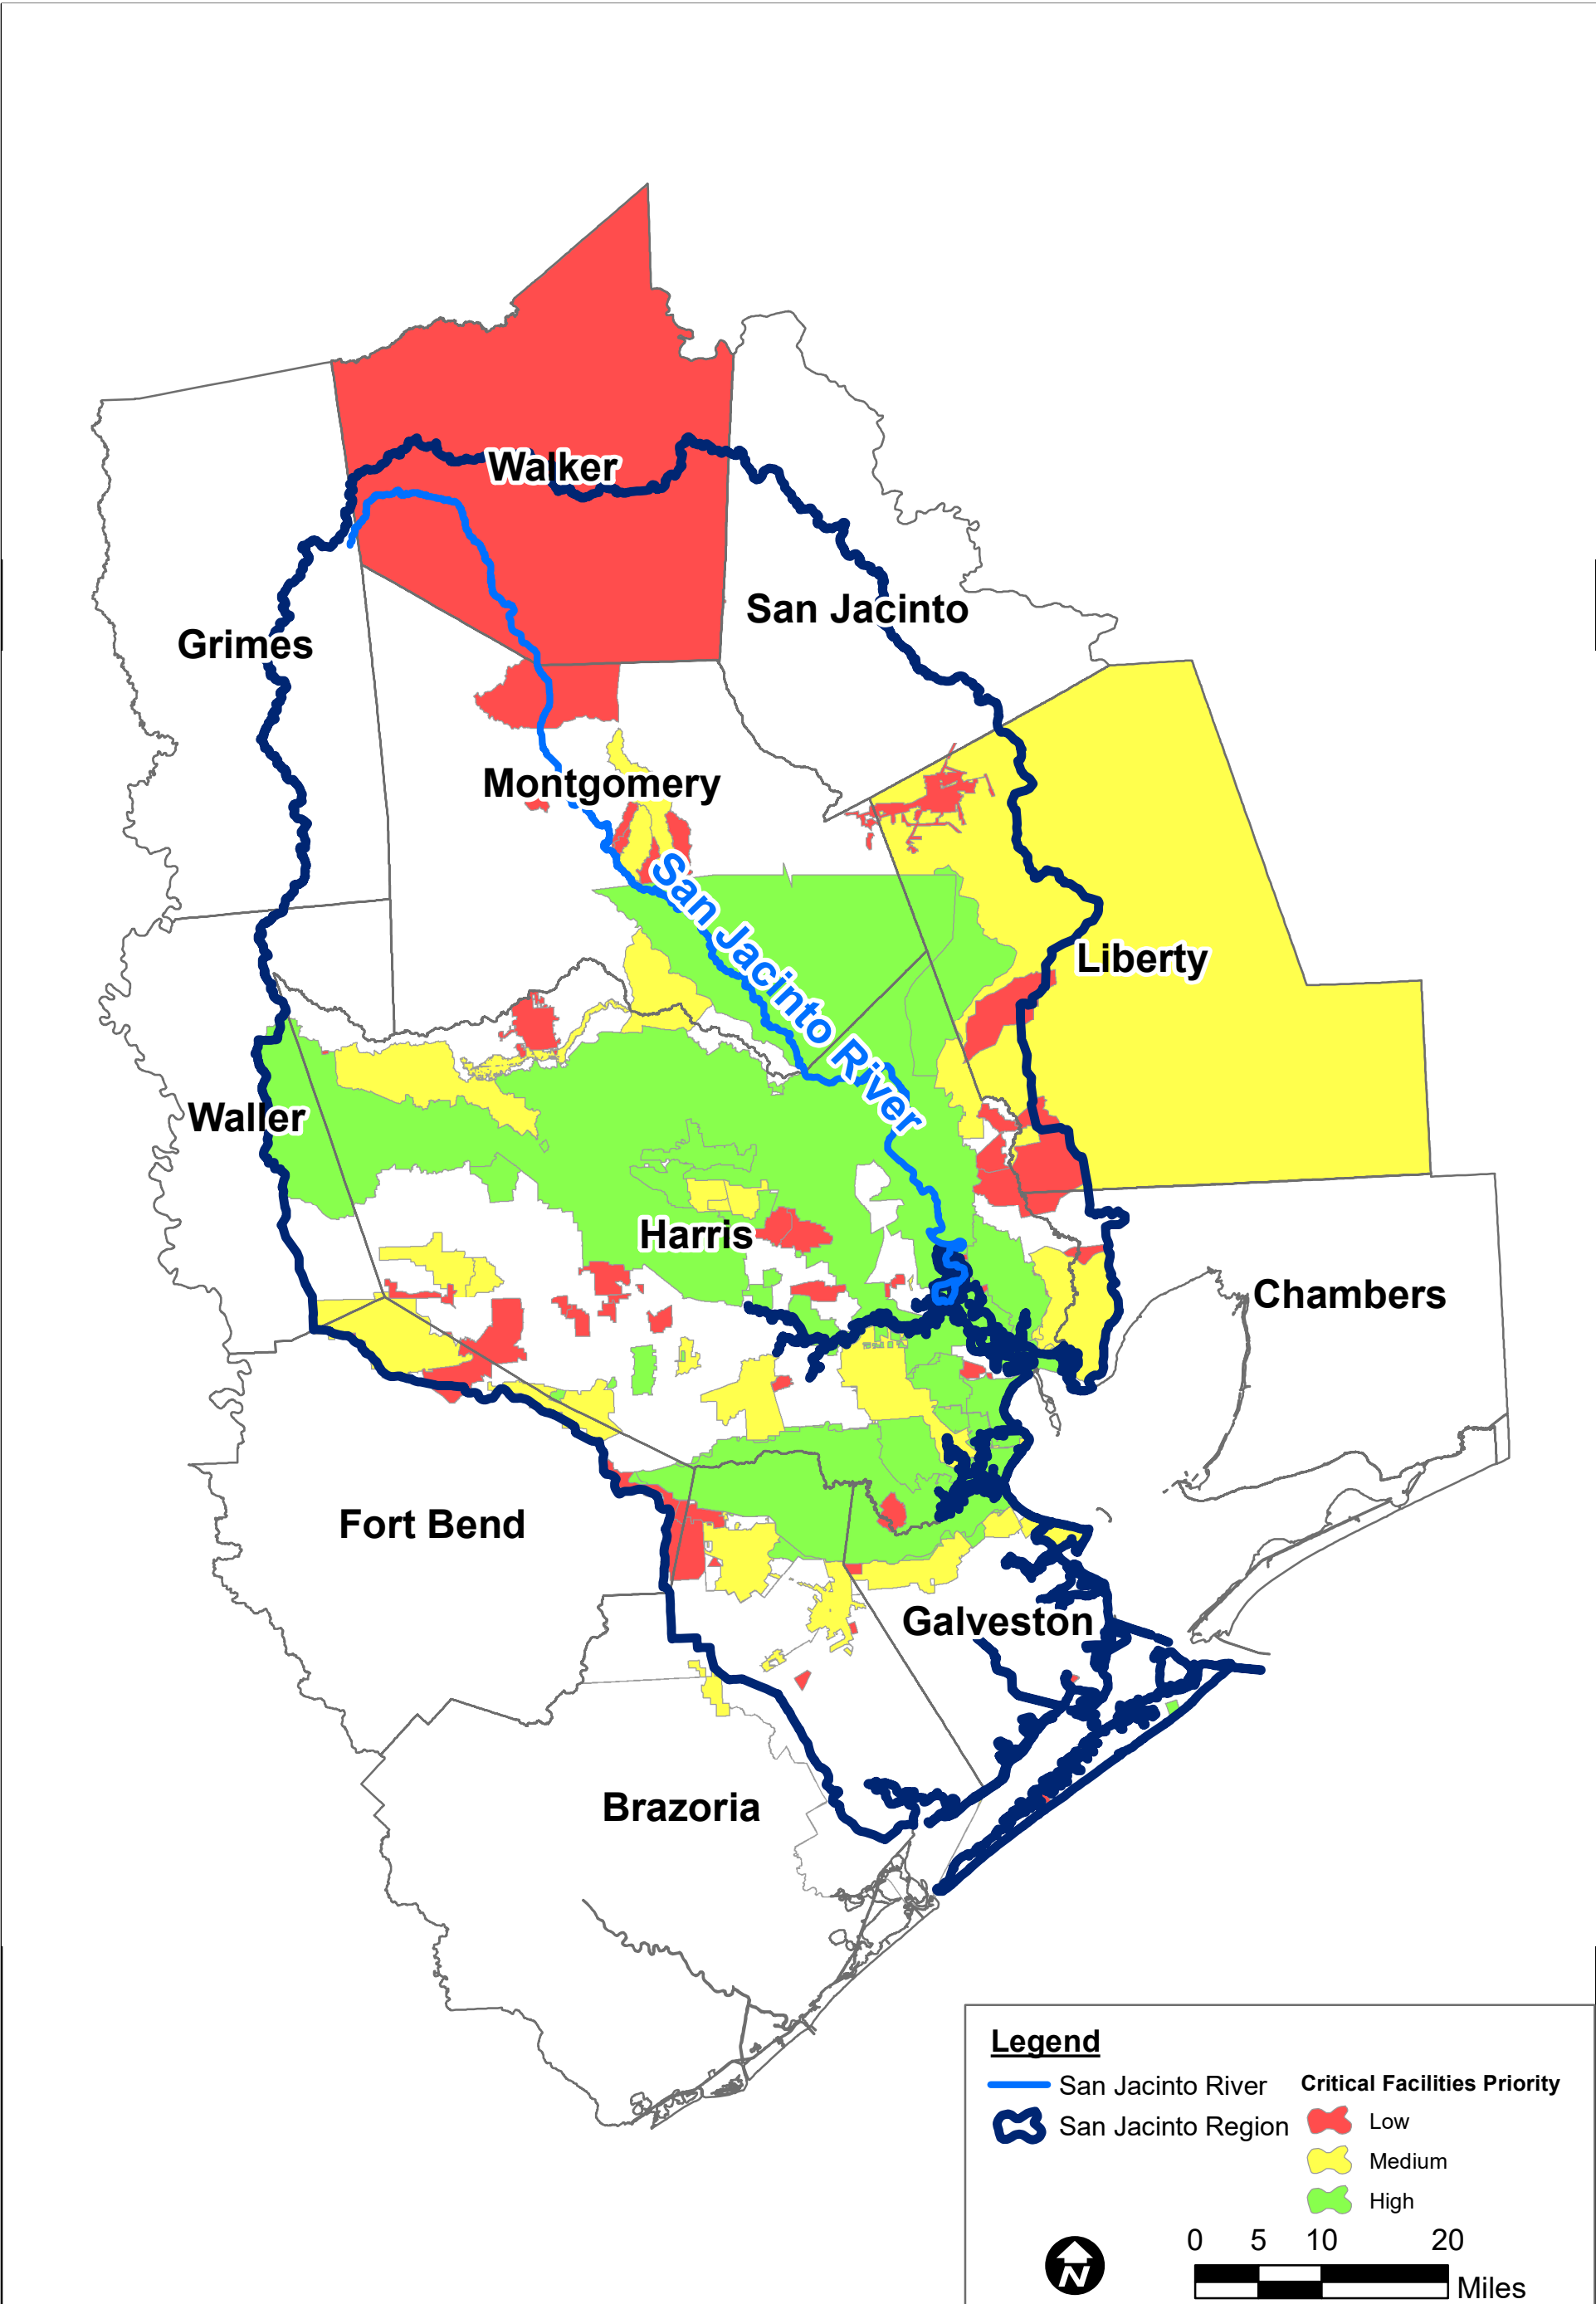 Walker
San Jacinto
Grimes
Montgomery
San Jacinto River
Liberty
Waller
Harris
Chambers
Fort Bend
Galveston
Brazoria
Legend
San Jacinto River
San Jacinto Region
Critical Facilities Priority
Low
Medium
High
N
0 5 10 20
Miles